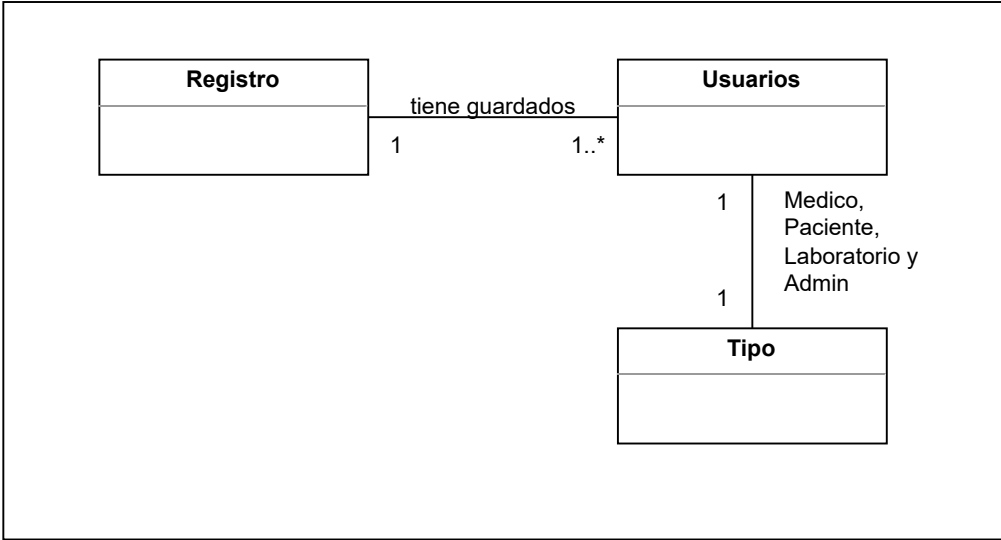 Registro
Usuarios
tiene guardados
1
1..*
1
Medico,
Paciente,
Laboratorio y
Admin
1
Tipo